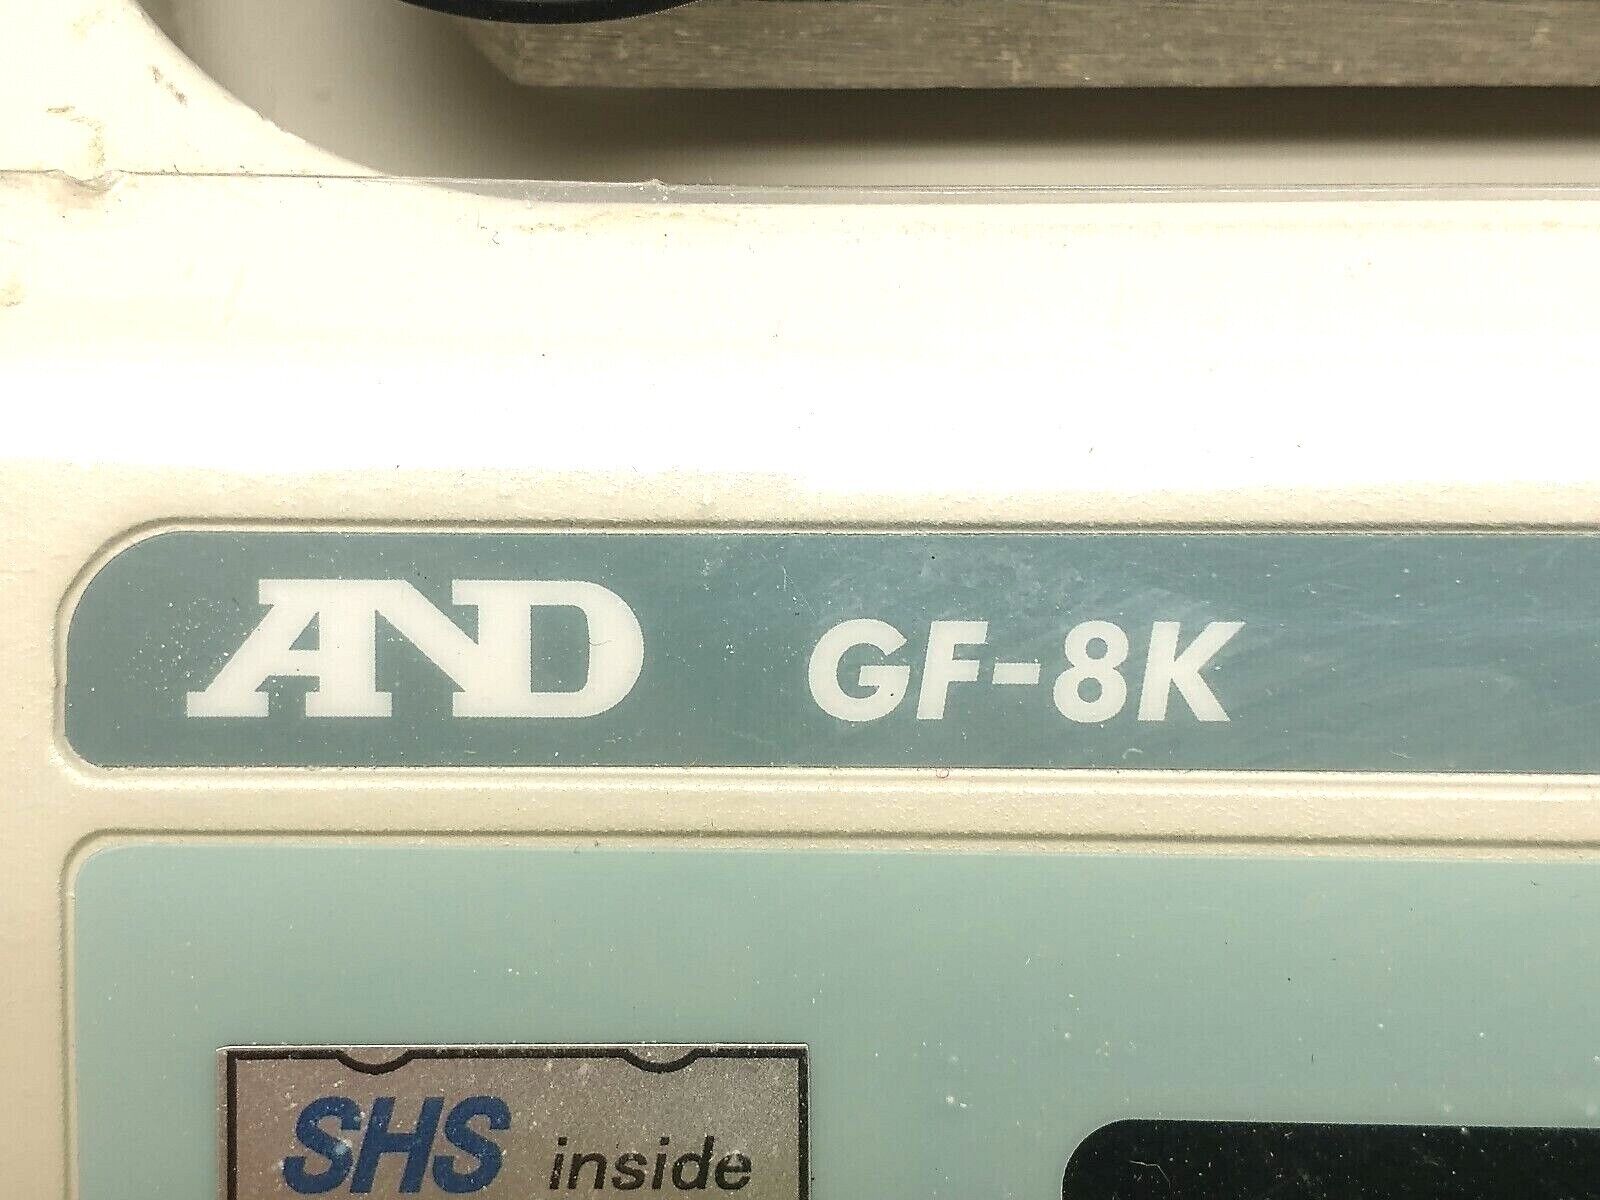 AND GF-8K
SHS inside